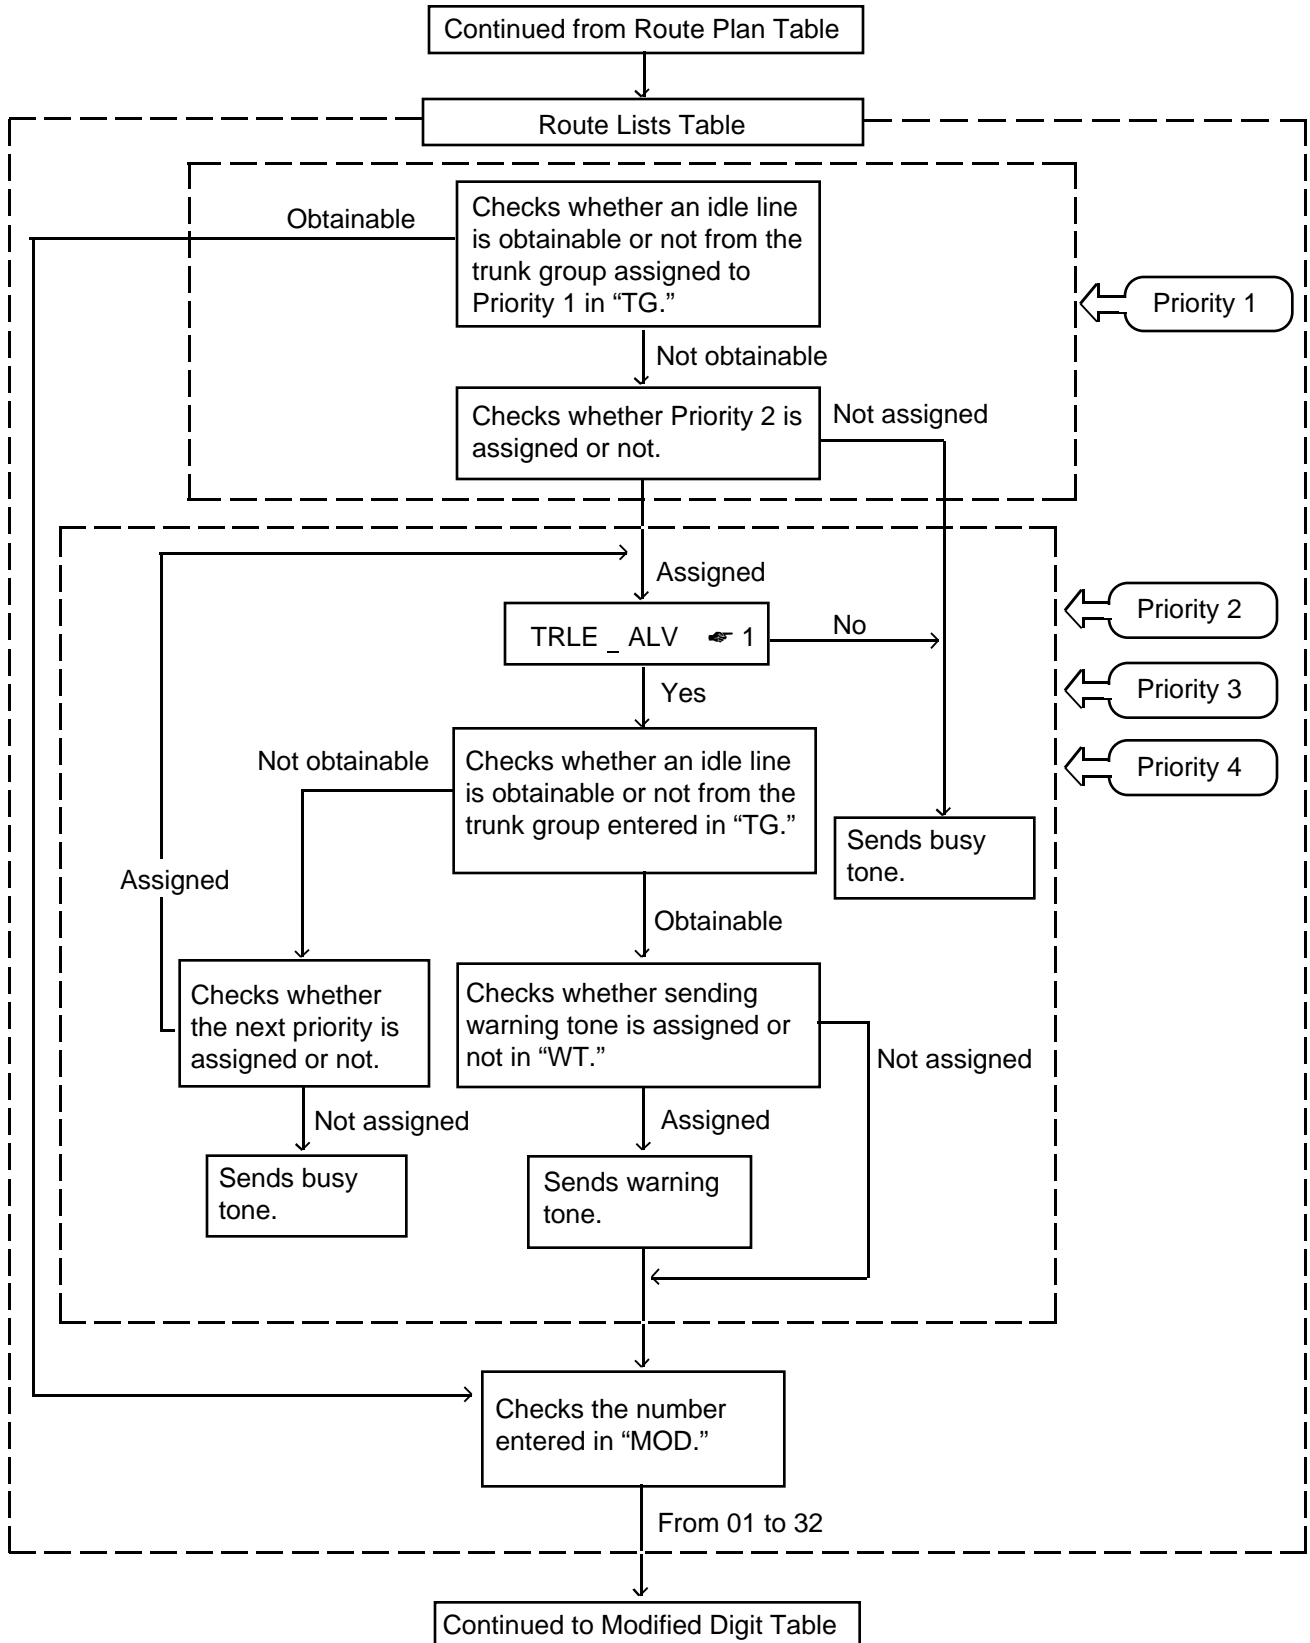 Continued from Route Plan Table
Route Lists Table
Obtainable
Checks whether an idle line
is obtainable or not from the
trunk group assigned to
Priority 1 in “TG.”
Priority 1
Not obtainable
Checks whether Priority 2 is
assigned or not.
Not assigned
Assigned
TRLE _ ALV ☛ 1
No
Priority 2
Yes
Priority 3
Not obtainable
Checks whether an idle line
is obtainable or not from the
trunk group entered in “TG.”
Priority 4
Sends busy
tone.
Assigned
Obtainable
Checks whether
the next priority is
assigned or not.
Checks whether sending
warning tone is assigned or
not in “WT.”
Not assigned
Not assigned
Assigned
Sends busy
tone.
Sends warning
tone.
Checks the number
entered in “MOD.”
From 01 to 32
Continued to Modified Digit Table